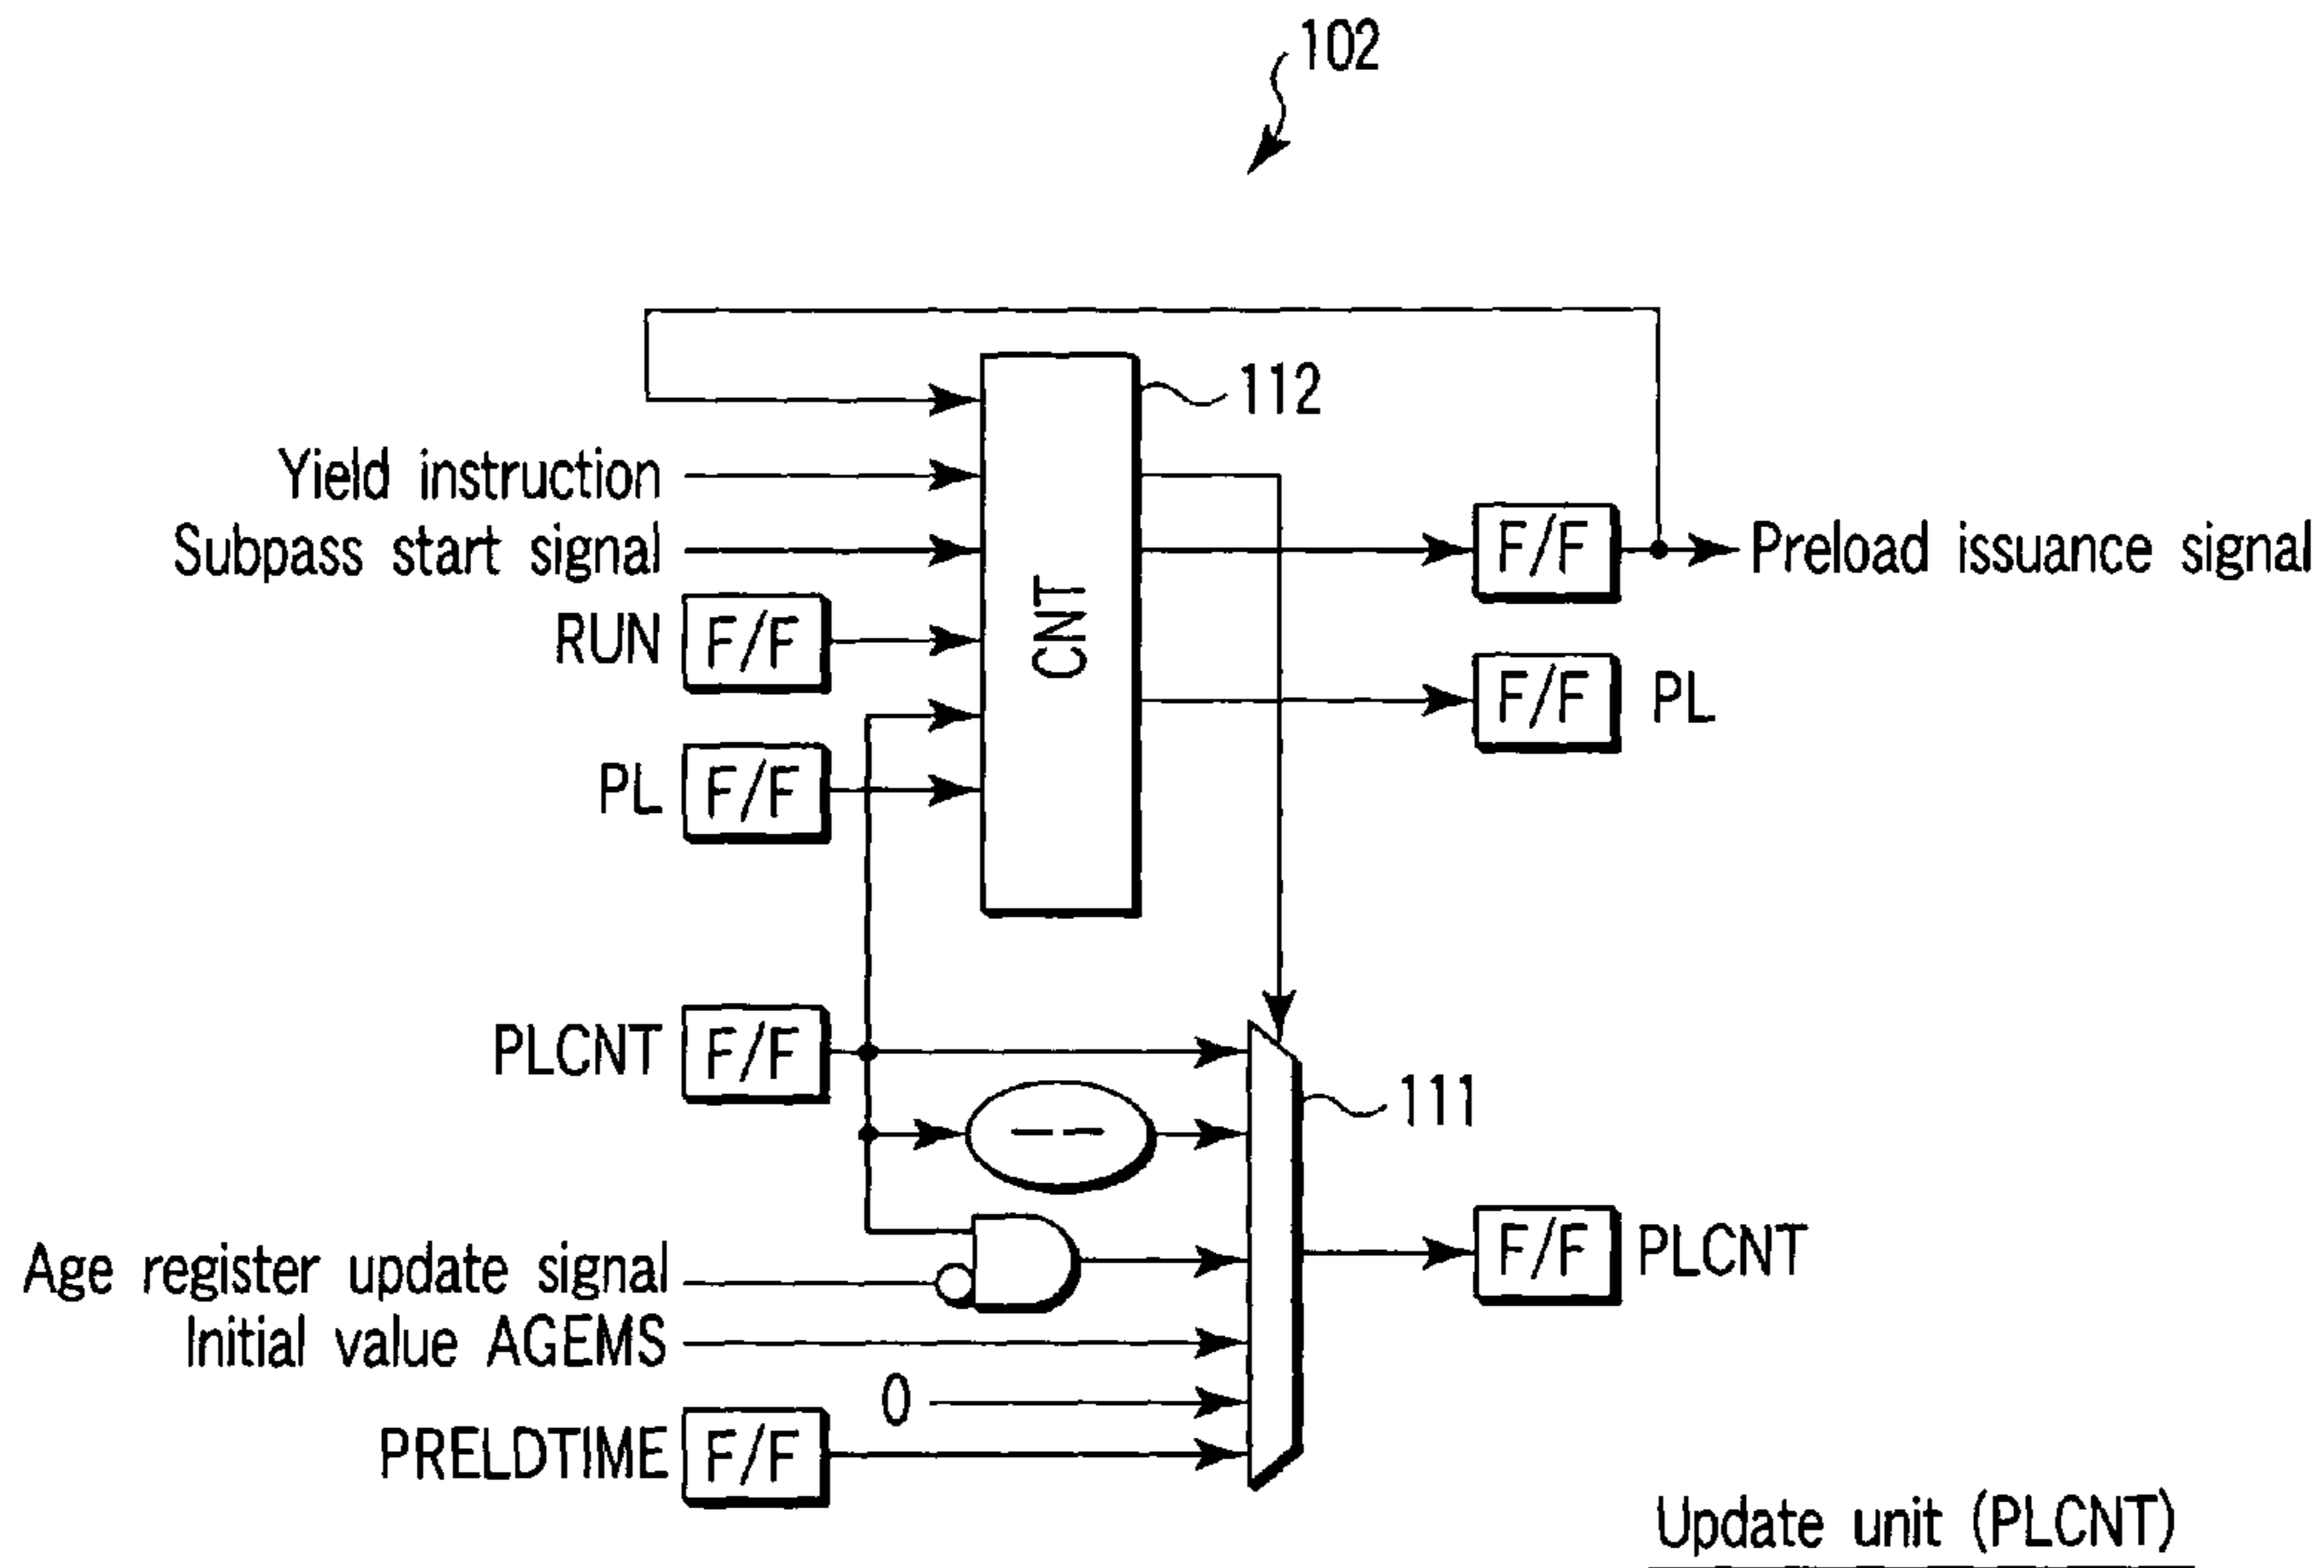 102
112
Yield instruction
Subpass start signal
F/F
Preload issuance signal
CNT
RUN
F/F
F/F
PL
PL
F/F
PLCNT
F/F
111
--
Age register update signal
F/F
PLCNT
Initial value AGEMS
0
PRELDTIME
F/F
Update unit (PLCNT)